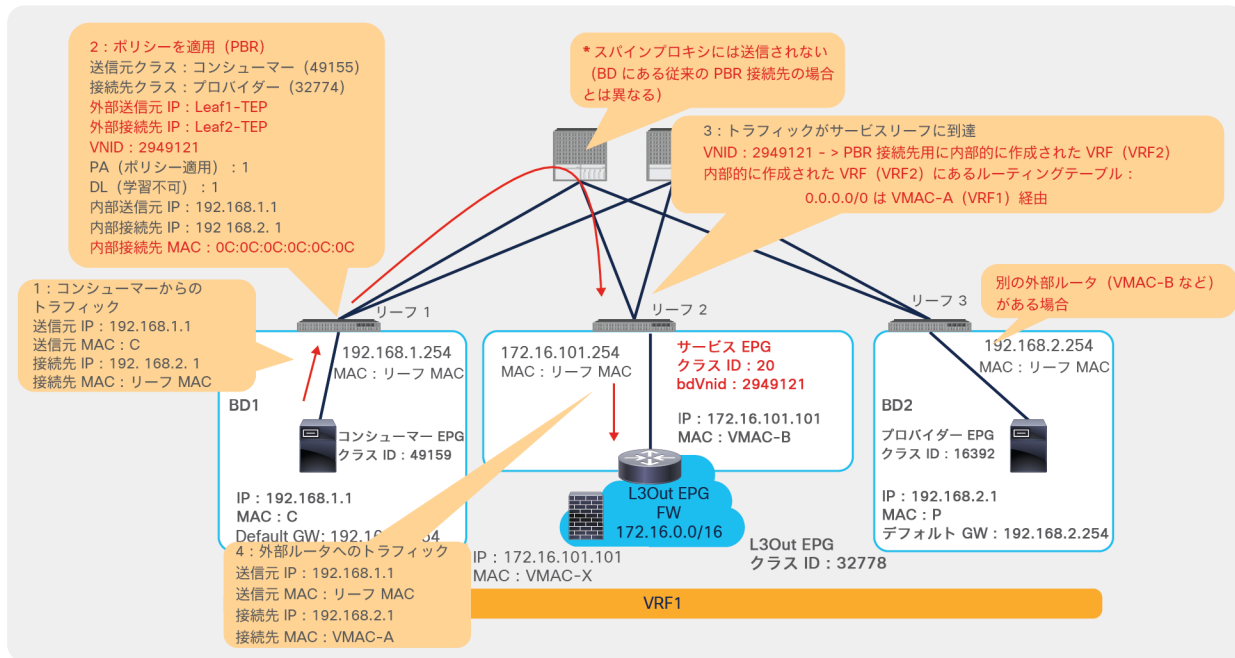 2：ポリシーを適用（PBR）
送信元クラス：コンシューマー（49155）
接続先クラス：プロバイダー（32774）
外部送信元 IP：Leaf1-TEP
外部接続先 IP：Leaf2-TEP
VNID：2949121
PA（ポリシー適用）：1
DL（学習不可）：1
内部送信元 IP：192.168.1.1
内部接続先 IP：192 168.2. 1
内部接続先 MAC：0C:0C:0C:0C:0C:0C
* スパインプロキシには送信されない
（BD にある従来の PBR 接続先の場合
とは異なる）
3：トラフィックがサービスリーフに到達
VNID：2949121 - > PBR 接続先用に内部的に作成された VRF（VRF2）
内部的に作成された VRF（VRF2）にあるルーティングテーブル：
0.0.0.0/0 は VMAC-A（VRF1）経由
1：コンシューマーからの
トラフィック
送信元 IP：192.168.1.1
送信元 MAC：C
接続先 IP：192. 168.2. 1
接続先 MAC：リーフ MAC
リーフ 1
リーフ 2
リーフ 3
別の外部ルータ（VMAC-B など）
がある場合
192.168.1.254
MAC：リーフ MAC
BD1
コンシューマー EPG
クラス ID：49159
IP：192.168.1.1
MAC：C
Default GW: 192.16
54
172.16.101.254
MAC：リーフ MAC
サービス EPG
クラス ID：20
bdVnid：2949121
IP：172.16.101.101
MAC：VMAC-B
L3Out EPG
FW
172.16.0.0/16
192.168.2.254
MAC：リーフ MAC
BD2
プロバイダー EPG
クラス ID：16392
IP：192.168.2.1
MAC：P
デフォルト GW：192.168.2.254
4：外部ルータへのトラフィック
送信元 IP：192.168.1.1
送信元 MAC：リーフ MAC
接続先 IP：192.168.2.1
接続先 MAC：VMAC-A
IP：172.16.101.101
MAC：VMAC-X
L3Out EPG
クラス ID：32778
VRF1